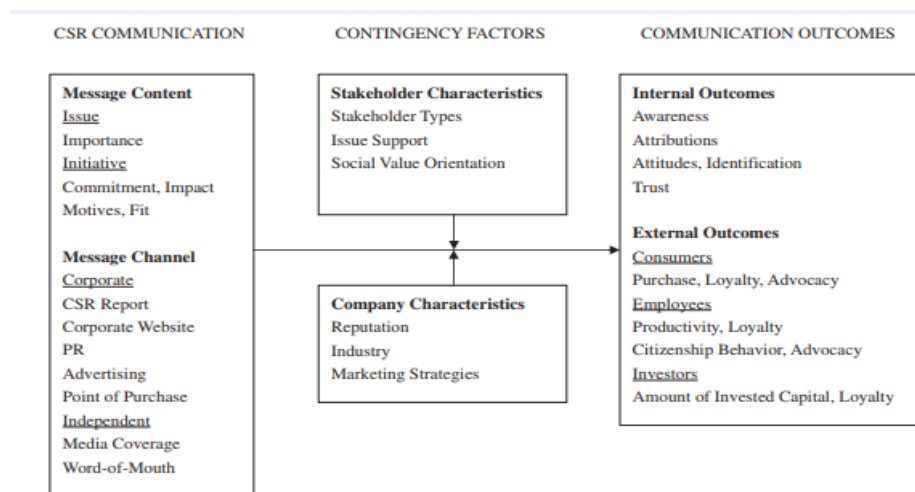 CSR COMMUNICATION
CONTINGENCY FACTORS
COMMUNICATION OUTCOMES
Message Content
Issue
Importance
Initiative
Commitment, Impact
Motives, Fit
Message Channel
Corporate
CSR Report
Corporate Website
PR
Advertising
Point of Purchase
Independent
Media Coverage
Word-of-Mouth
Stakeholder Characteristics
Stakeholder Types
Issue Support
Social Value Orientation
Company Characteristics
Reputation
Industry
Marketing Strategies
Internal Outcomes
Awareness
Attributions
Attitudes, Identification
Trust
External Outcomes
Consumers
Purchase, Loyalty, Advocacy
Employees
Productivity, Loyalty
Citizenship Behavior, Advocacy
Investors
Amount of Invested Capital, Loyalty